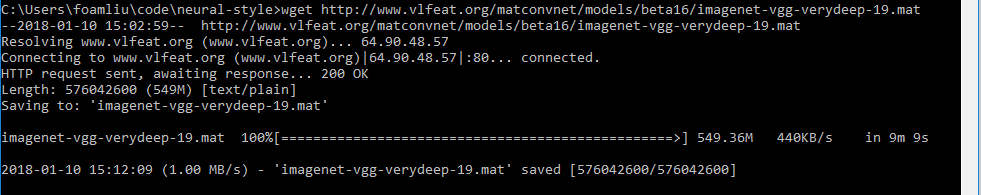 C:\Users\foamliu\code\neural-style>wget http://www.vlfeat.org/matconvnet/models/beta16/imagenet-vgg-verydeep-19.mat
--2018-01-10 15:02:59-- http://www.vlfeat.org/matconvnet/models/beta16/imagenet-vgg-verydeep-19.mat
Resolving www.vlfeat.org (www.vlfeat.org)... 64.90.48.57
Connecting to www.vlfeat.org (www.vlfeat.org)|64.90.48.57|:80... connected.
HTTP request sent, awaiting response... 200 OK
Length: 576042600 (549M) [text/plain]
Saving to: 'imagenet-vgg-verydeep-19.mat'
imagenet-vgg-verydeep-19.mat 100%[=================================================>] 549.36M 440KB/s in 9m 9s
2018-01-10 15:12:09 (1.00 MB/s) - 'imagenet-vgg-verydeep-19.mat' saved [576042600/576042600]